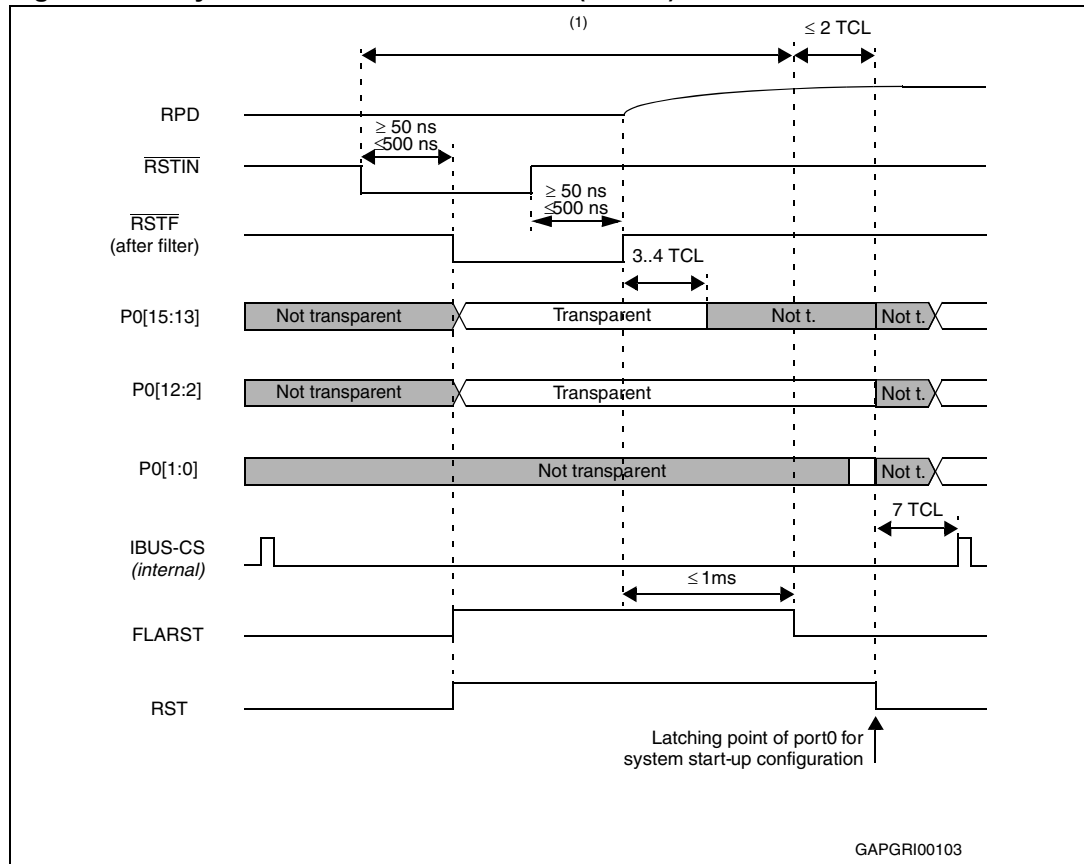 (1)
≤ 2 TCL
RPD
≥ 50 ns
≤500 ns
RSTIN
≥ 50 ns
≤500 ns
RSTF
(after filter)
3..4 TCL
P0[15:13] Not transparent Transparent Not t. Not t.
P0[12:2] Not transparent Transparent Not t.
P0[1:0] Not transparent Not t.
7 TCL
IBUS-CS
(internal)
≤ 1ms
FLARST
RST
Latching point of port0 for
system start-up configuration
GAPGRI00103